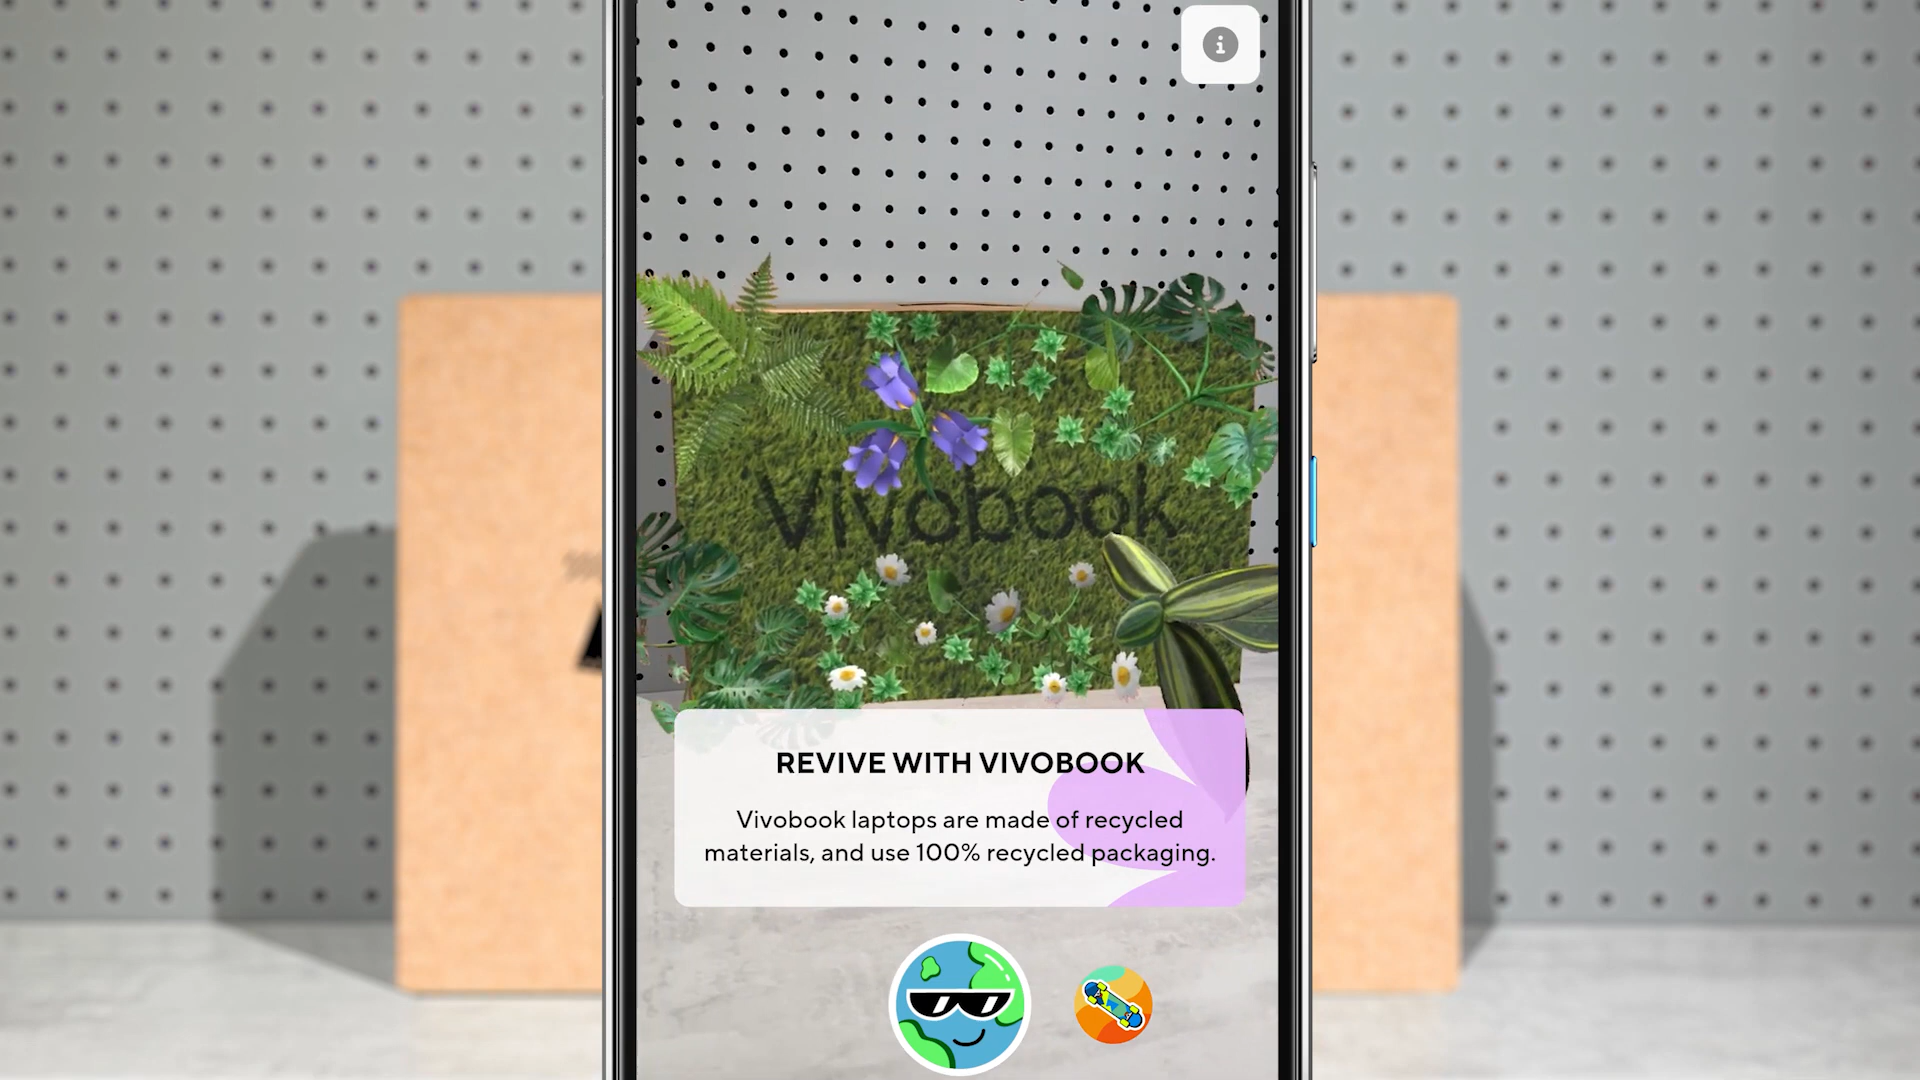 Vivobook
REVIVE WITH VIVOBOOK
Vivobook laptops are made of recycled
materials, and use 100% recycled packaging.